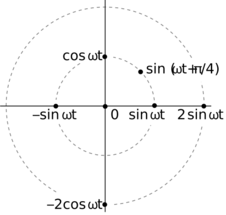 cos ωt
sin (ωt+π/4)
−sin ωt
0
sin ωt
2 sin ωt
−2cos ωt